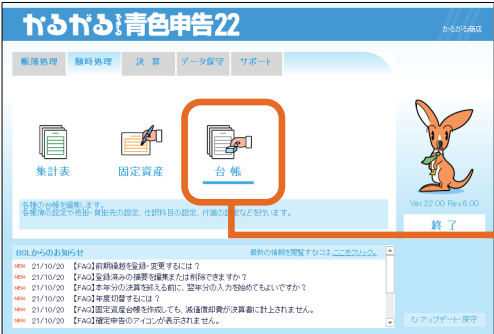 かるがるできる青色申告22
かるがる商店
帳簿処理 随時処理 決 算 データ保守 サポート
集計表 固定資産 台 帳
各種の台帳を編集します。
各帳簿の設定や売掛・買掛先の設定、仕訳科目の設定、付箋の設定などを行います。
Ver.22.00 Rev.6.00
終 了
BSLからのお知らせ 最新の情報を閲覧するには ここをクリック。
NEW 21/10/20 【FAQ】前期繰越を登録・変更するには？
NEW 21/10/20 【FAQ】登録済みの摘要を編集または削除できますか？
NEW 21/10/20 【FAQ】本年分の決算を終える前に、翌年分の入力を始めてもよいですか？
NEW 21/10/20 【FAQ】年度切替するには？
NEW 21/10/20 【FAQ】固定資産台帳を作成しても、減価償却費が決算書に計上されません。
NEW 21/10/20 【FAQ】確定申告のアイコンが表示されません。
アップデート・保守